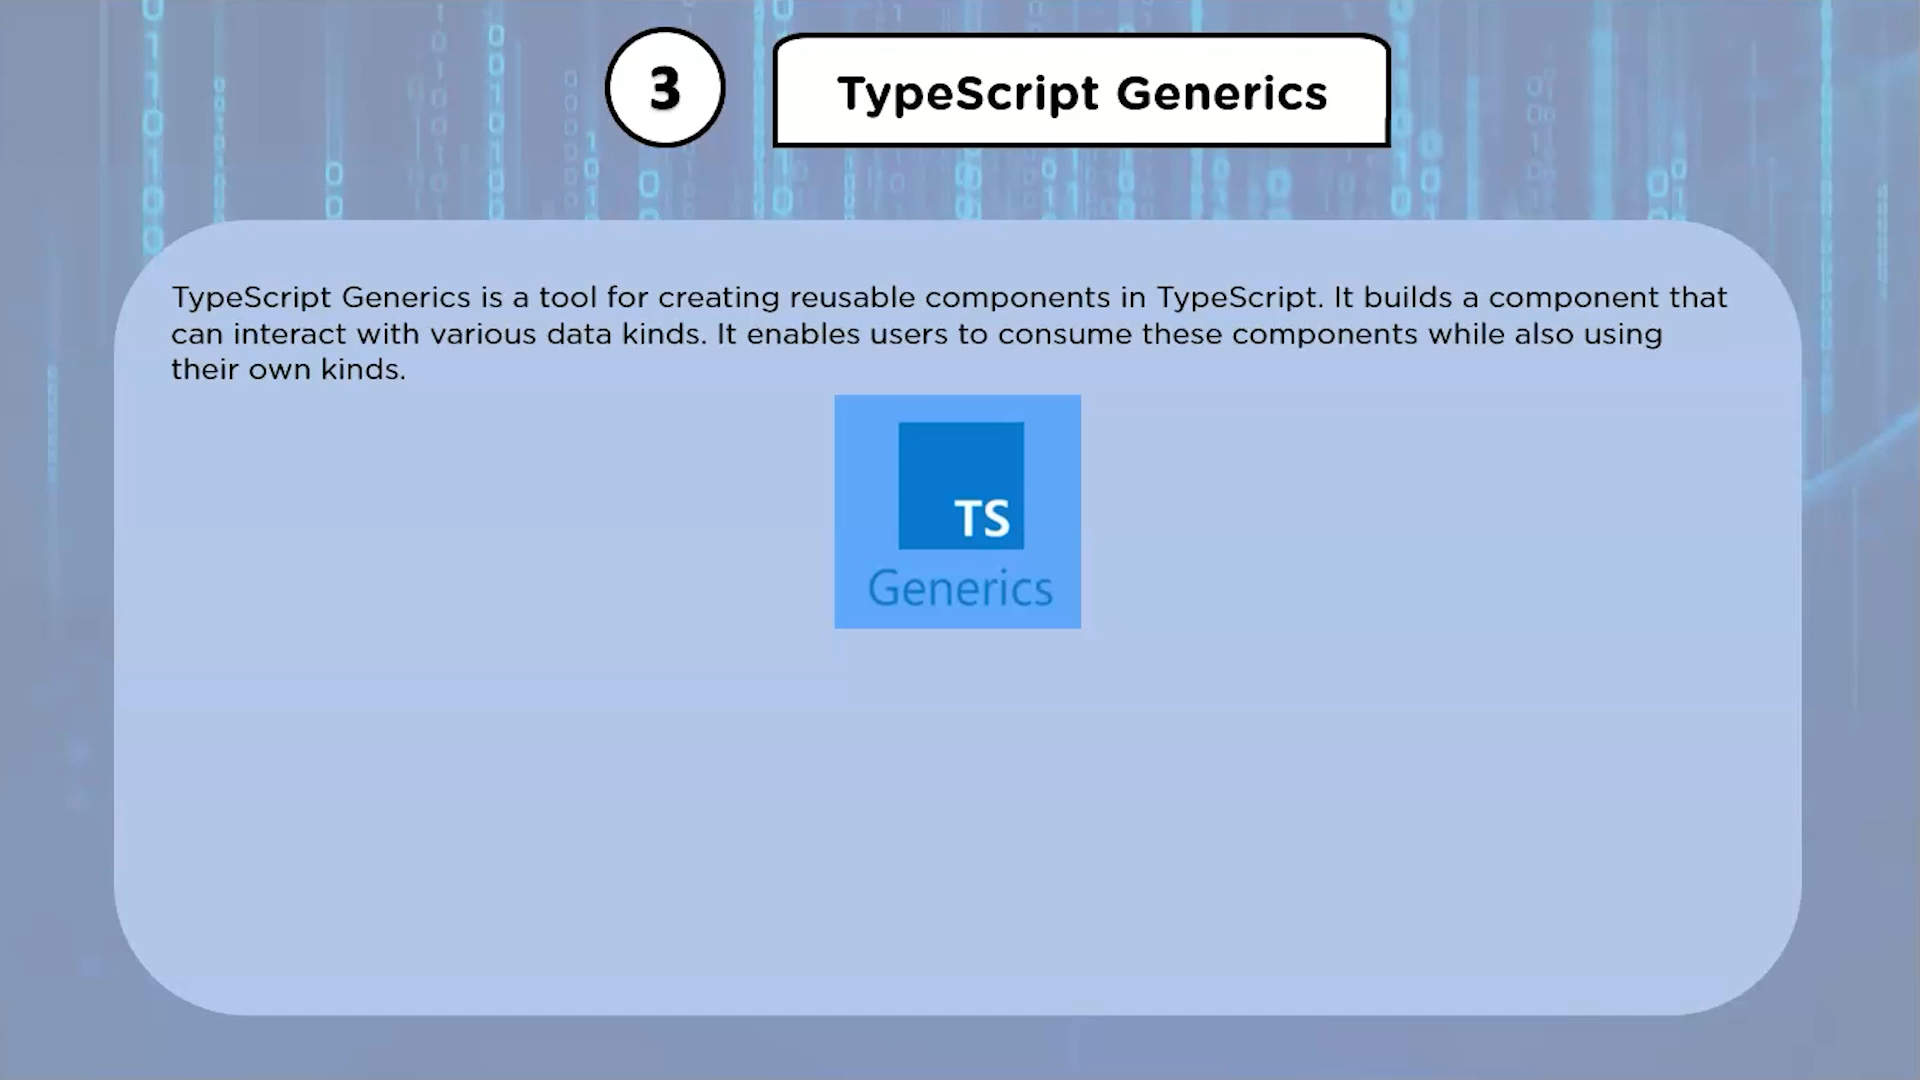 3
TypeScript Generics
TypeScript Generics is a tool for creating reusable components in TypeScript. It builds a component that
can interact with various data kinds. It enables users to consume these components while also using
their own kinds.
TS
Generics